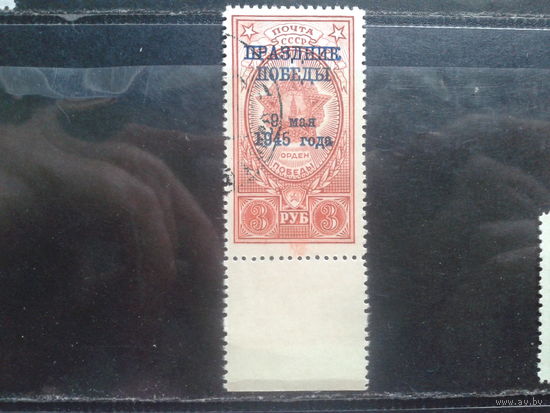 ПОЧТА
СССР
ПРАЗДНИК
ПОБЕДЫ
9 мая
1945 года
ОРДЕН
ПОБЕДЫ
3 РУБ 3
www.ay.by